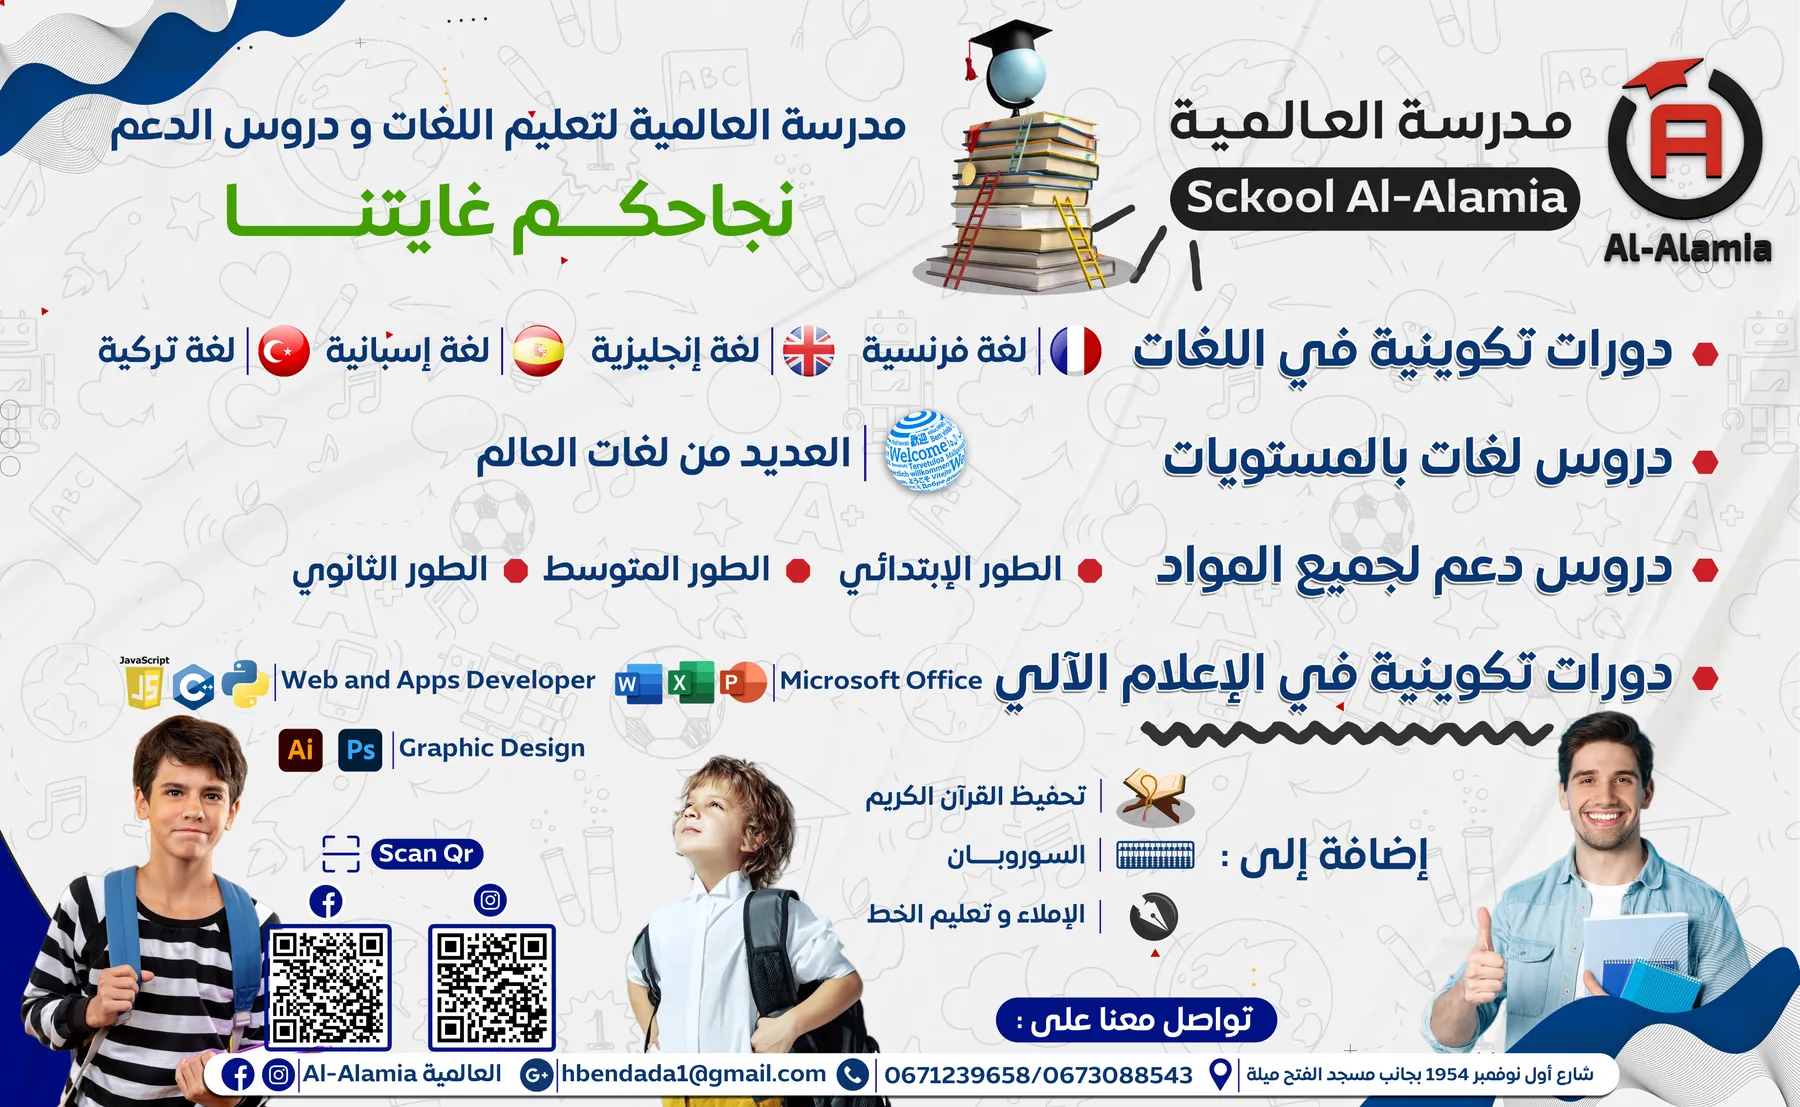 مدرسة العالمية
Sckool Al-Alamia
A
Al-Alamia
مدرسة العالمية لتعليم اللغات و دروس الدعم
نجاحكم غايتنا
دورات تكوينية في اللغات
لغة فرنسية
لغة إنجليزية
لغة إسبانية
لغة تركية
دروس لغات بالمستويات
Welcome
العديد من لغات العالم
دروس دعم لجميع المواد
الطور الإبتدائي
الطور المتوسط
الطور الثانوي
دورات تكوينية في الإعلام الآلي
Microsoft Office
P
X
W
Web and Apps Developer
C++
JavaScript
JS
Graphic Design
Ps
Ai
إضافة إلى :
تحفيظ القرآن الكريم
السوروبان
الإملاء و تعليم الخط
Scan Qr
تواصل معنا على :
شارع أول نوفمبر 1954 بجانب مسجد الفتح ميلة
0671239658/0673088543
hbendada1@gmail.com
G+
Al-Alamia العالمية